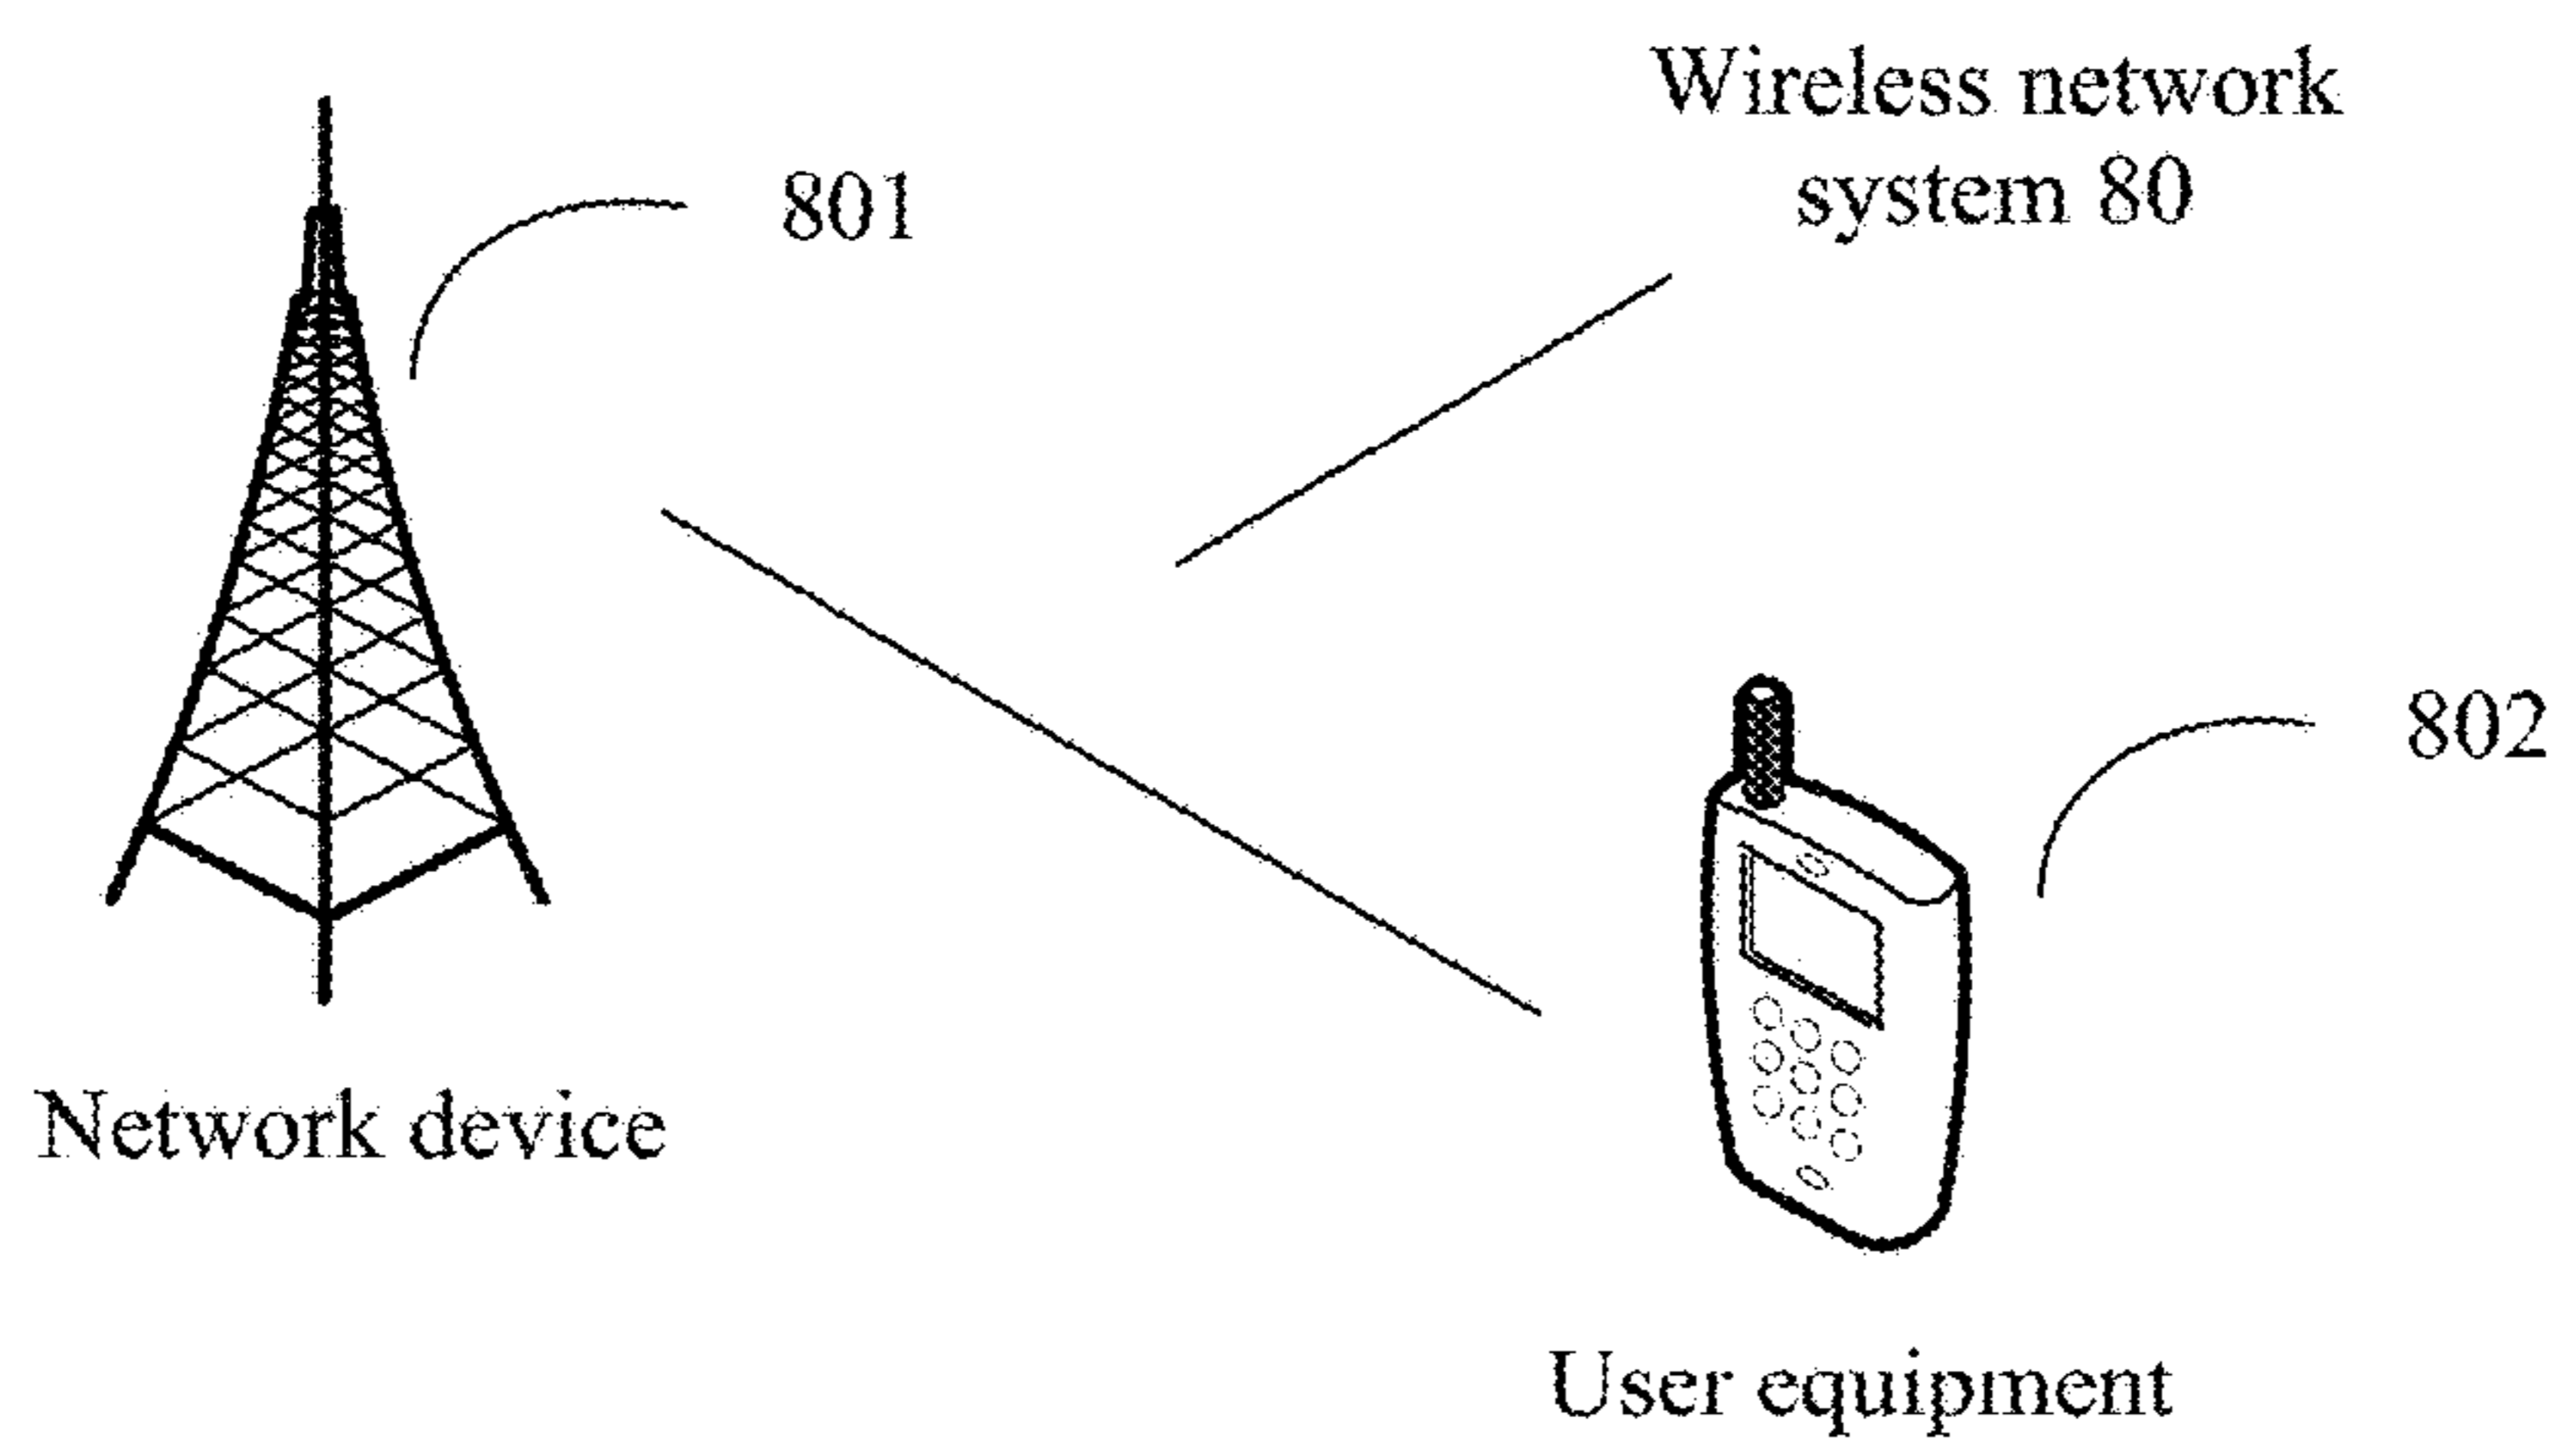 Wireless network
system 80
801
802
Network device
User equipment